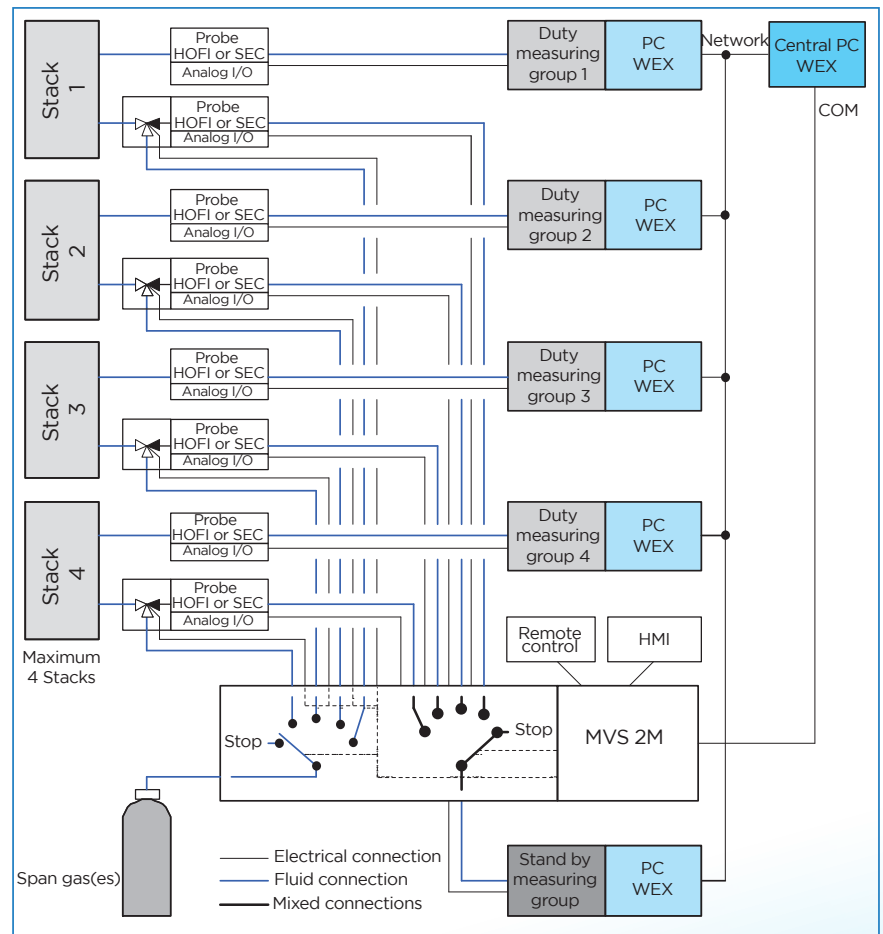 Stack
1
Probe
HOFI or SEC
Analog I/O
Probe
HOFI or SEC
Analog I/O
Duty
measuring
group 1
PC
WEX
Network
Central PC
WEX
COM
Stack
2
Probe
HOFI or SEC
Analog I/O
Probe
HOFI or SEC
Analog I/O
Duty
measuring
group 2
PC
WEX
Stack
3
Probe
HOFI or SEC
Analog I/O
Probe
HOFI or SEC
Analog I/O
Duty
measuring
group 3
PC
WEX
Stack
4
Probe
HOFI or SEC
Analog I/O
Probe
HOFI or SEC
Analog I/O
Duty
measuring
group 4
PC
WEX
Maximum
4 Stacks
Remote
control
HMI
Stop
Stop
MVS 2M
Span gas(es)
Electrical connection
Fluid connection
Mixed connections
Stand by
measuring
group
PC
WEX